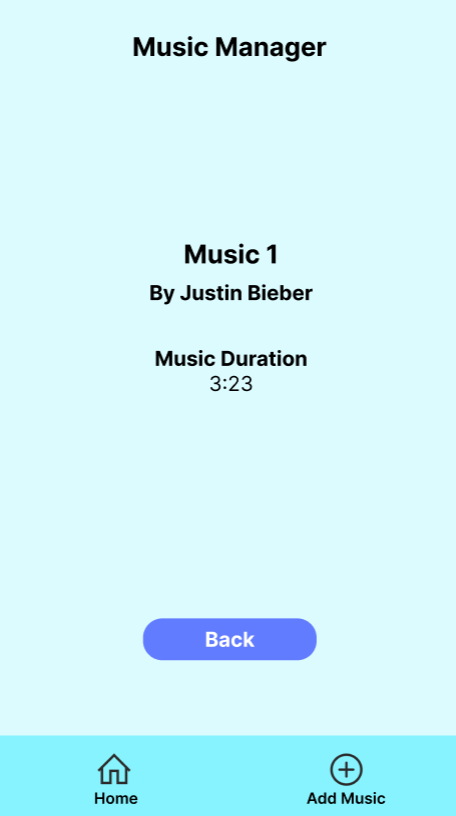 Music Manager
Music 1
By Justin Bieber
Music Duration
3:23
Back
Home
Add Music